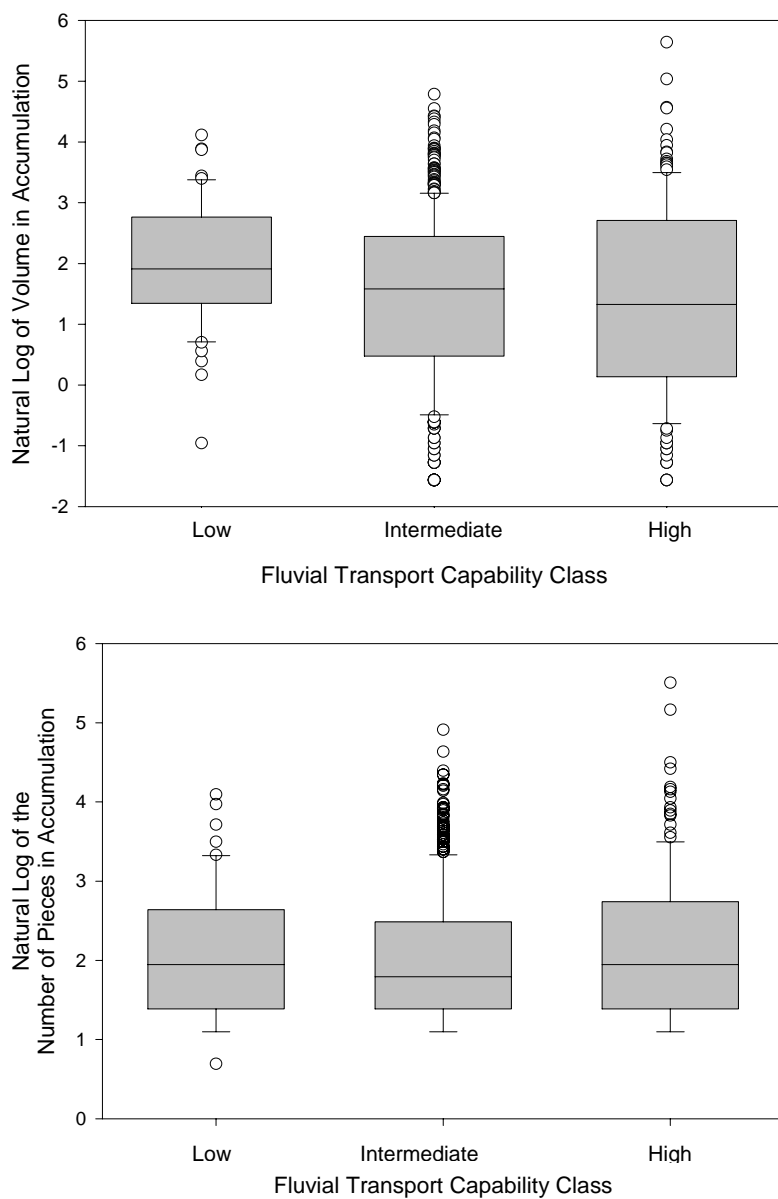 6
5
4
3
2
1
0
-1
-2
Natural Log of Volume in Accumulation
Low Intermediate High
Fluvial Transport Capability Class
6
5
4
3
2
1
0
Natural Log of the
Number of Pieces in Accumulation
Low Intermediate High
Fluvial Transport Capability Class